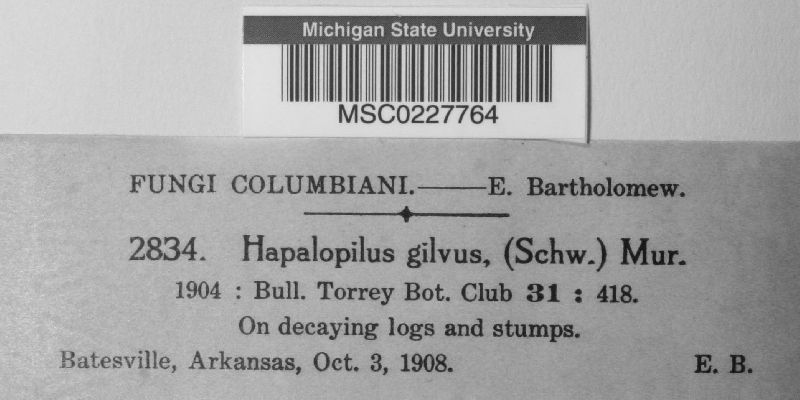 Michigan State University
MSC0227764
FUNGI COLUMBIANI.——E. Bartholomew.
2834. Hapalopilus gilvus, (Schw.) Mur.
1904 : Bull. Torrey Bot. Club 31 : 418.
On decaying logs and stumps.
Batesville, Arkansas, Oct. 3, 1908. E. B.